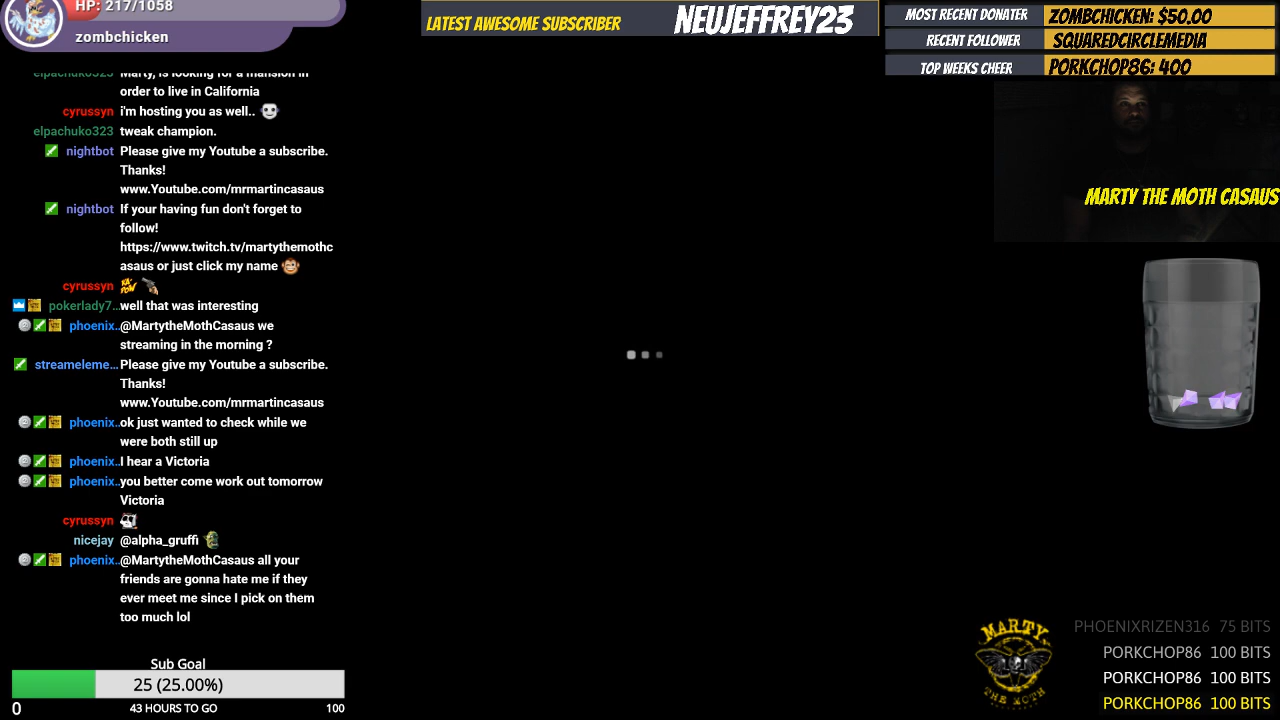 HP: 217/1058
zombchicken
LATEST AWESOME SUBSCRIBER
NEUJEFFREY23
MOST RECENT DONATER
ZOMBCHICKEN: $50.00
RECENT FOLLOWER
SQUAREDCIRCLEMEDIA
TOP WEEKS CHEER
PORKCHOP86: 400
elpachuko323 Marty, is looking for a mansion in
order to live in California
cyrussyn i'm hosting you as well..
elpachuko323 tweak champion.
nightbot Please give my Youtube a subscribe.
Thanks!
www.Youtube.com/mrmartincasaus
nightbot If your having fun don't forget to
follow!
https://www.twitch.tv/martythemothc
asaus or just click my name
cyrussyn
pokerlady7... well that was interesting
phoenix... @MartytheMothCasaus we
streaming in the morning ?
streameleme... Please give my Youtube a subscribe.
Thanks!
www.Youtube.com/mrmartincasaus
phoenix... ok just wanted to check while we
were both still up
phoenix... I hear a Victoria
phoenix... you better come work out tomorrow
Victoria
cyrussyn
nicejay @alpha_gruffi
phoenix... @MartytheMothCasaus all your
friends are gonna hate me if they
ever meet me since I pick on them
too much lol
Sub Goal
25 (25.00%)
0
43 HOURS TO GO
100
MARTY THE MOTH CASAUS
MARTY
THE MOTH
PHOENIXRIZEN316 75 BITS
PORKCHOP86 100 BITS
PORKCHOP86 100 BITS
PORKCHOP86 100 BITS